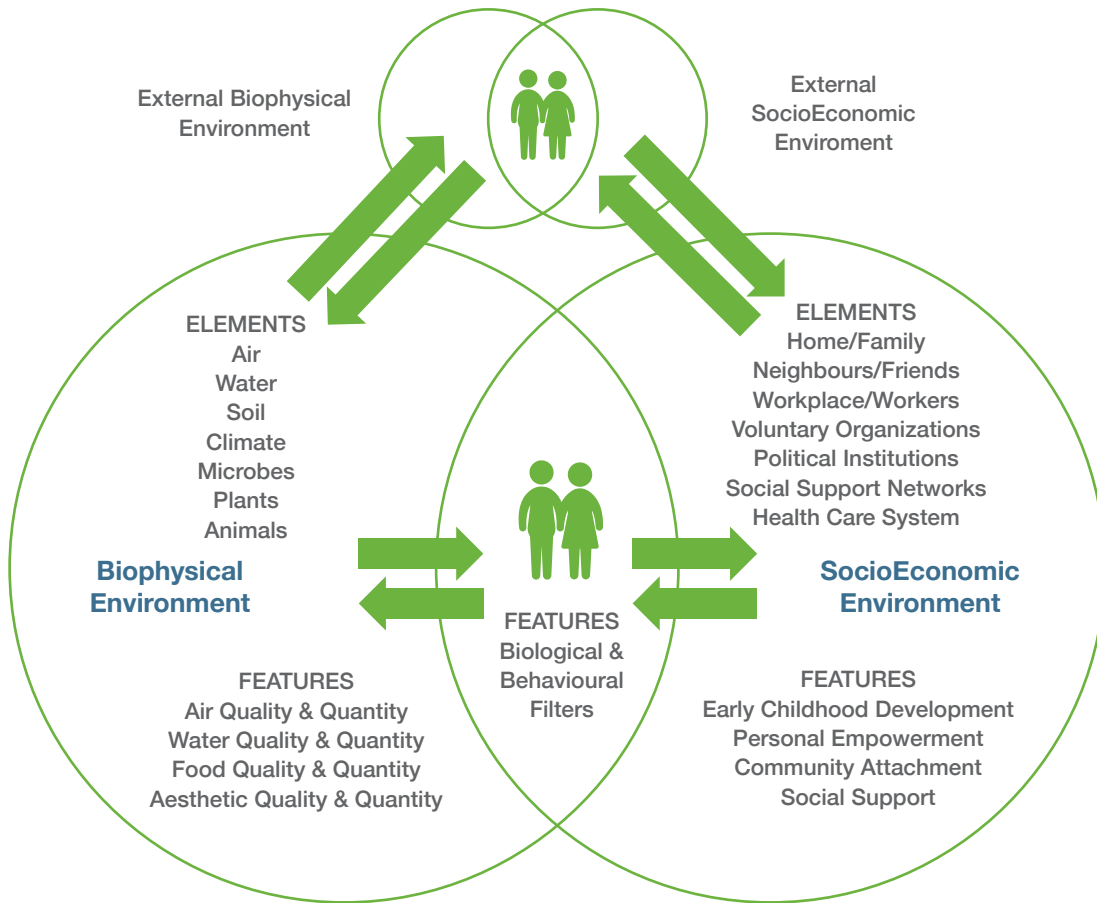 External Biophysical
Environment
External
SocioEconomic
Enviroment
ELEMENTS
Air
Water
Soil
Climate
Microbes
Plants
Animals
Biophysical
Environment
FEATURES
Air Quality & Quantity
Water Quality & Quantity
Food Quality & Quantity
Aesthetic Quality & Quantity
FEATURES
Biological &
Behavioural
Filters
ELEMENTS
Home/Family
Neighbours/Friends
Workplace/Workers
Voluntary Organizations
Political Institutions
Social Support Networks
Health Care System
SocioEconomic
Environment
FEATURES
Early Childhood Development
Personal Empowerment
Community Attachment
Social Support